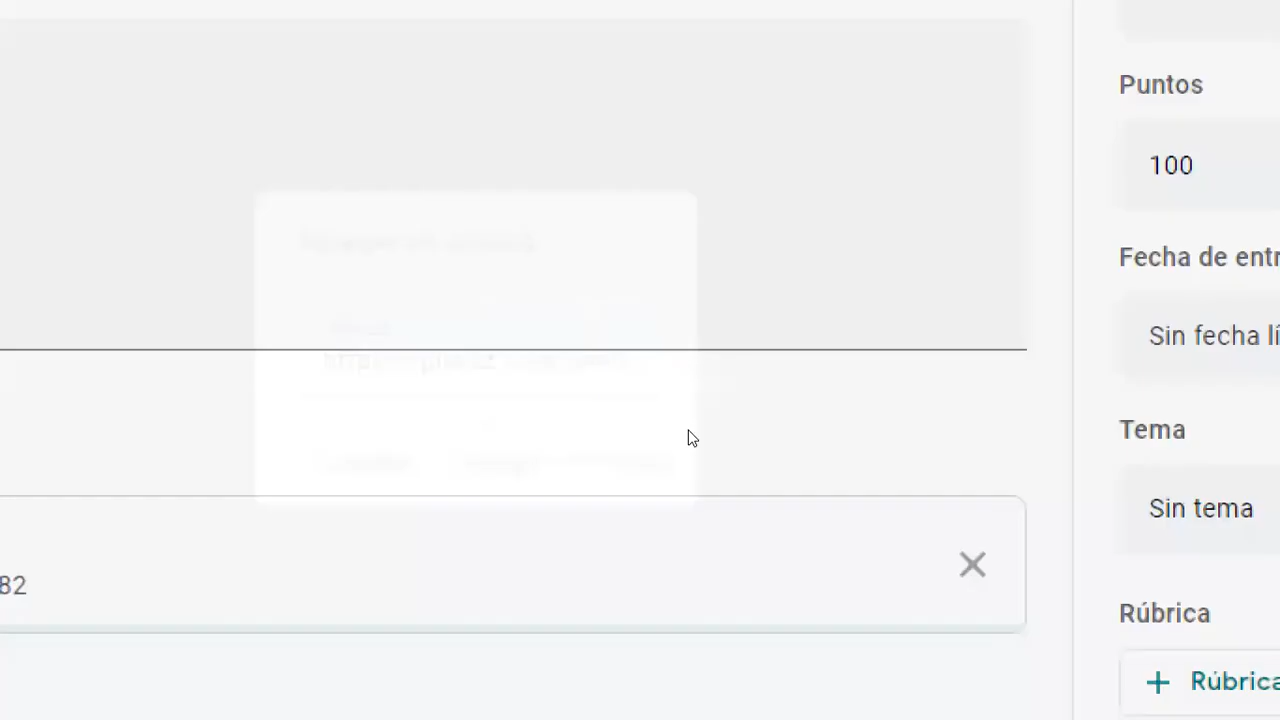 Puntos
100
Fecha de entr
Sin fecha lí
Tema
Sin tema
82
Rúbrica
Rúbrica